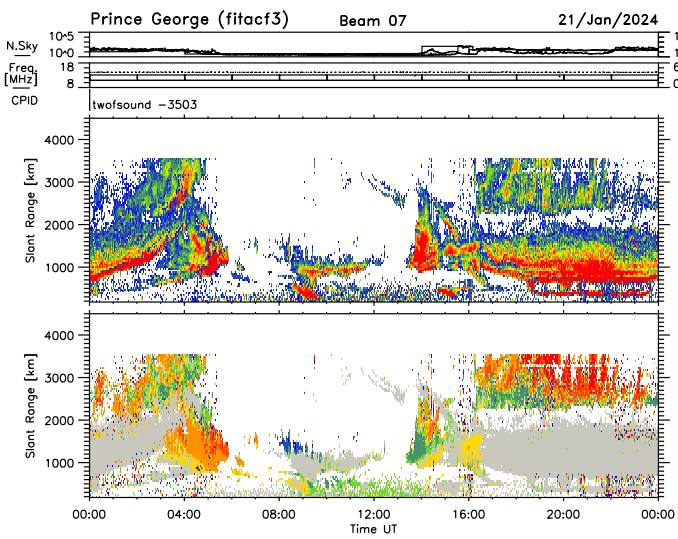 Prince George (fitacf3) Beam 07 21/Jan/2024
N.Sky 10^5 10^0
Freq. [MHz] 18 8
CPID twofsound -3503
Slant Range [km] 4000 3000 2000 1000
Slant Range [km] 4000 3000 2000 1000
00:00 04:00 08:00 12:00 16:00 20:00 00:00
Time UT